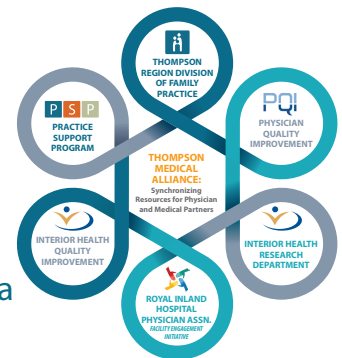 THOMPSON
REGION DIVISION
OF FAMILY
PRACTICE
P S P
PRACTICE
SUPPORT
PROGRAM
PQI
PHYSICIAN
QUALITY
IMPROVEMENT
THOMPSON
MEDICAL
ALLIANCE:
Synchronizing
Resources for Physician
and Medical Partners
INTERIOR HEALTH
QUALITY
IMPROVEMENT
INTERIOR HEALTH
RESEARCH
DEPARTMENT
a
ROYAL INLAND
HOSPITAL
PHYSICIAN ASSN.
FACILITY ENGAGEMENT
INITIATIVE